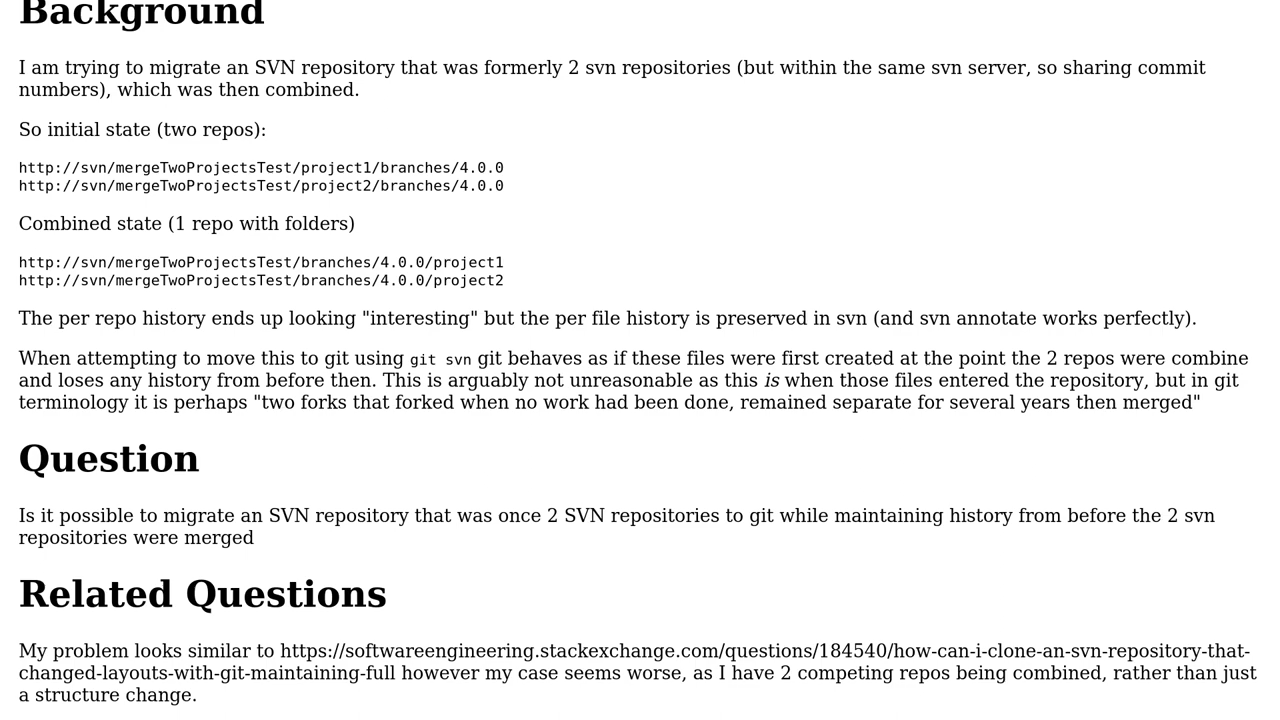 Background
I am trying to migrate an SVN repository that was formerly 2 svn repositories (but within the same svn server, so sharing commit
numbers), which was then combined.
So initial state (two repos):
http://svn/mergeTwoProjectsTest/project1/branches/4.0.0
http://svn/mergeTwoProjectsTest/project2/branches/4.0.0
Combined state (1 repo with folders)
http://svn/mergeTwoProjectsTest/branches/4.0.0/project1
http://svn/mergeTwoProjectsTest/branches/4.0.0/project2
The per repo history ends up looking "interesting" but the per file history is preserved in svn (and svn annotate works perfectly).
When attempting to move this to git using git svn git behaves as if these files were first created at the point the 2 repos were combine
and loses any history from before then. This is arguably not unreasonable as this is when those files entered the repository, but in git
terminology it is perhaps "two forks that forked when no work had been done, remained separate for several years then merged"
Question
Is it possible to migrate an SVN repository that was once 2 SVN repositories to git while maintaining history from before the 2 svn
repositories were merged
Related Questions
My problem looks similar to https://softwareengineering.stackexchange.com/questions/184540/how-can-i-clone-an-svn-repository-that-
changed-layouts-with-git-maintaining-full however my case seems worse, as I have 2 competing repos being combined, rather than just
a structure change.